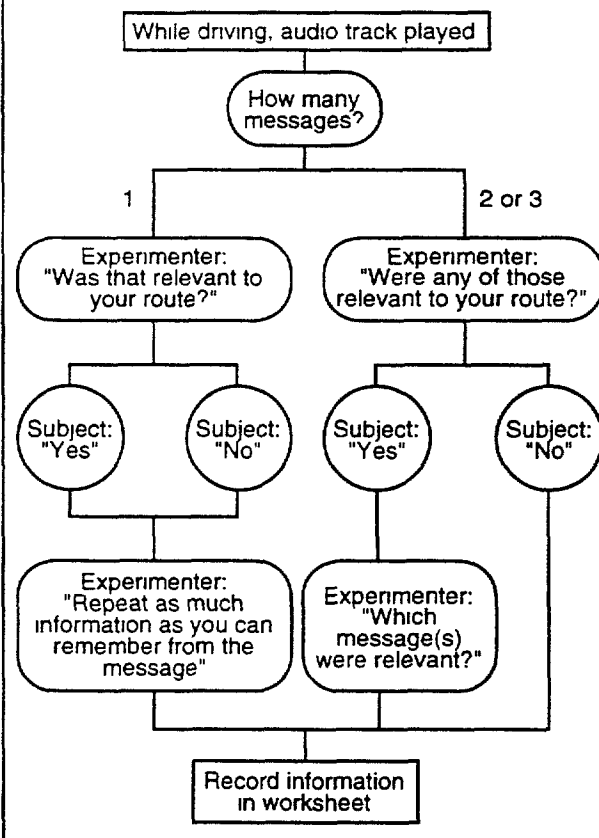 While driving, audio track played
How many
messages?
1
2 or 3
Experimenter:
"Was that relevant to
your route?"
Experimenter:
"Were any of those
relevant to your route?"
Subject:
"Yes"
Subject:
"No"
Subject:
"Yes"
Subject:
"No"
Experimenter:
"Repeat as much
information as you can
remember from the
message"
Experimenter:
"Which
message(s)
were relevant?"
Record information
in worksheet